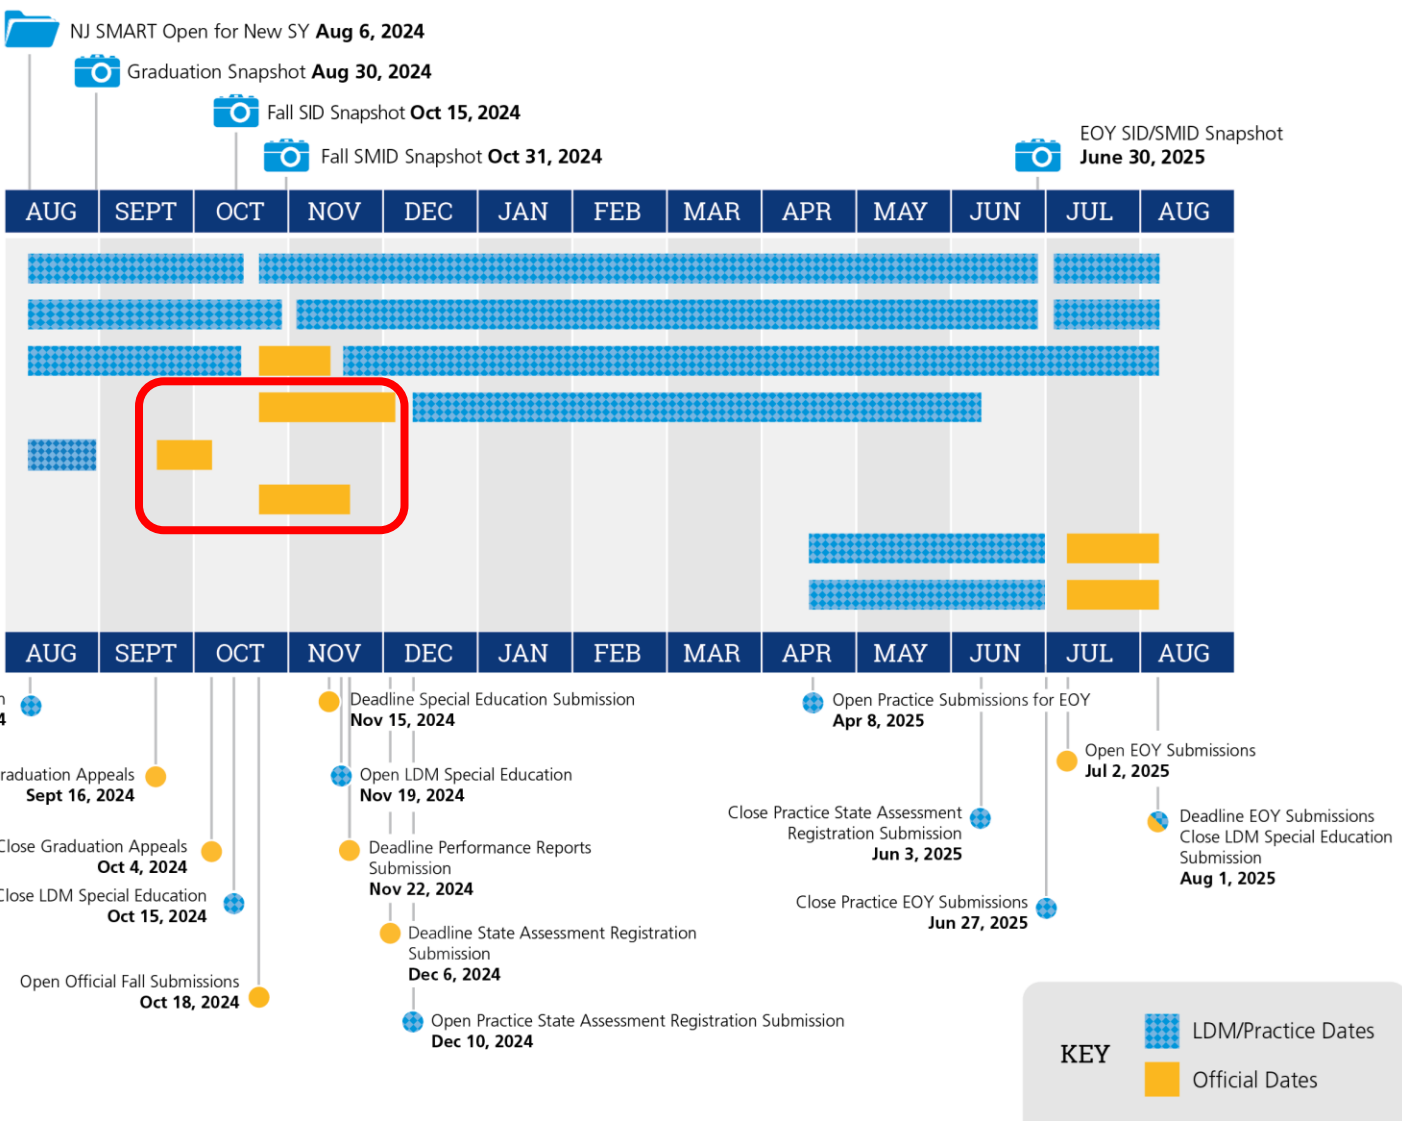 NJ SMART Open for New SY Aug 6, 2024
Graduation Snapshot Aug 30, 2024
Fall SID Snapshot Oct 15, 2024
Fall SMID Snapshot Oct 31, 2024
EOY SID/SMID Snapshot
June 30, 2025
AUG SEPT OCT NOV DEC JAN FEB MAR APR MAY JUN JUL AUG
AUG SEPT OCT NOV DEC JAN FEB MAR APR MAY JUN JUL AUG
n
4
raduation Appeals
Sept 16, 2024
Close Graduation Appeals
Oct 4, 2024
Close LDM Special Education
Oct 15, 2024
Open Official Fall Submissions
Oct 18, 2024
Deadline Special Education Submission
Nov 15, 2024
Open LDM Special Education
Nov 19, 2024
Deadline Performance Reports
Submission
Nov 22, 2024
Deadline State Assessment Registration
Submission
Dec 6, 2024
Open Practice State Assessment Registration Submission
Dec 10, 2024
Open Practice Submissions for EOY
Apr 8, 2025
Close Practice State Assessment
Registration Submission
Jun 3, 2025
Close Practice EOY Submissions
Jun 27, 2025
Open EOY Submissions
Jul 2, 2025
Deadline EOY Submissions
Close LDM Special Education
Submission
Aug 1, 2025
KEY
LDM/Practice Dates
Official Dates